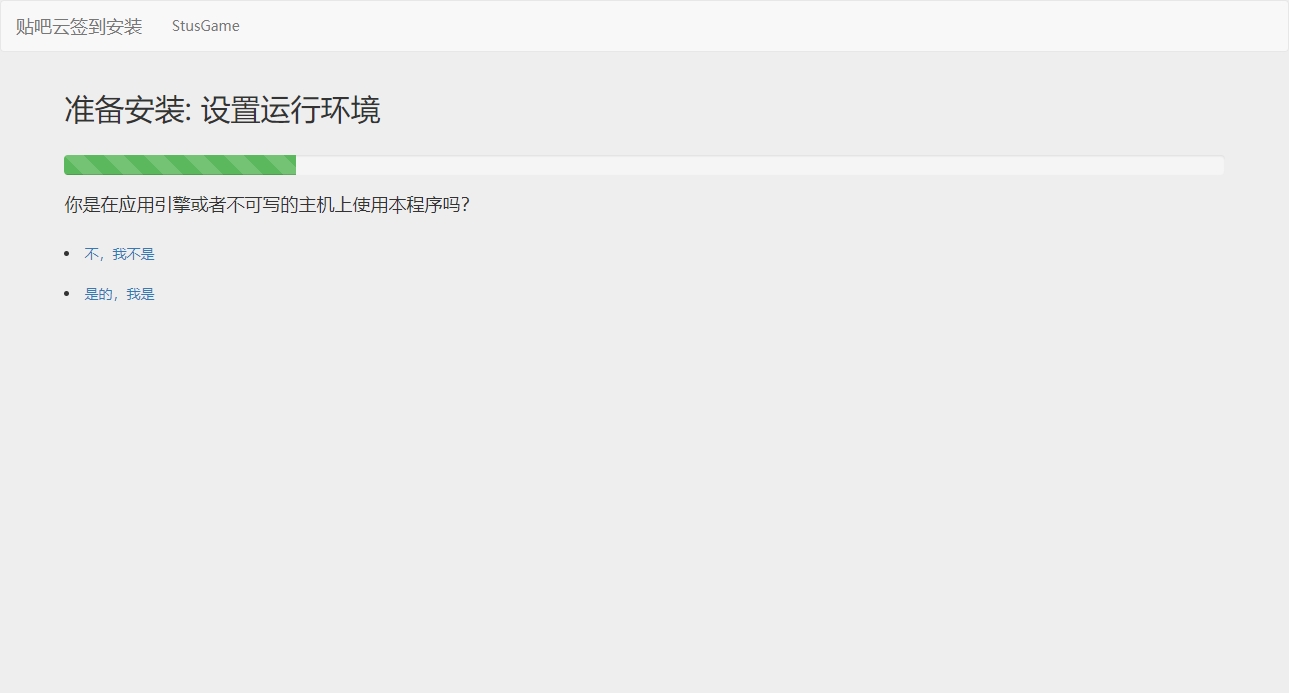 贴吧云签到安装 StusGame
准备安装: 设置运行环境
你是在应用引擎或者不可写的主机上使用本程序吗?
不，我不是
是的，我是